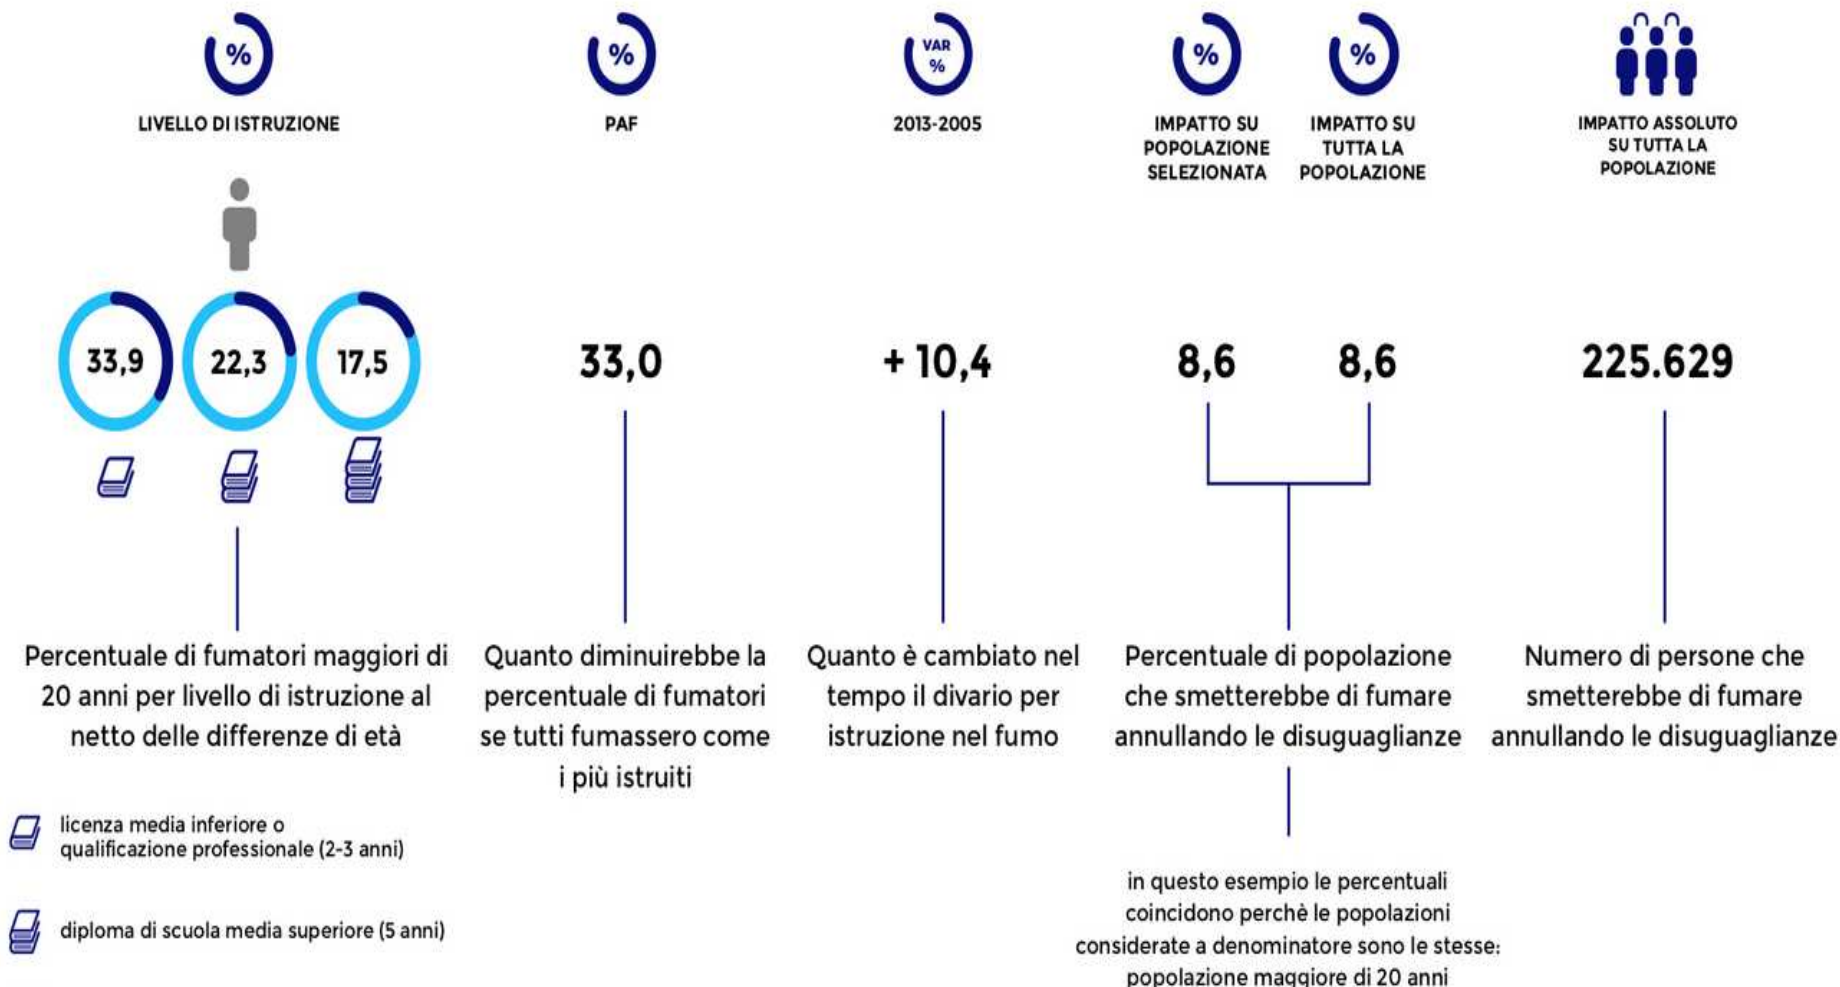 %
LIVELLO DI ISTRUZIONE
%
PAF
VAR
%
2013-2005
%
IMPATTO SU
POPOLAZIONE
SELEZIONATA
%
IMPATTO SU
TUTTA LA
POPOLAZIONE
IMPATTO ASSOLUTO
SU TUTTA LA
POPOLAZIONE
33,9
22,3
17,5
33,0
+ 10,4
8,6
8,6
225.629
Percentuale di fumatori maggiori di
20 anni per livello di istruzione al
netto delle differenze di età
Quanto diminuirebbe la
percentuale di fumatori
se tutti fumassero come
i più istruiti
Quanto è cambiato nel
tempo il divario per
istruzione nel fumo
Percentuale di popolazione
che smetterebbe di fumare
annullando le disuguaglianze
Numero di persone che
smetterebbe di fumare
annullando le disuguaglianze
licenza media inferiore o
qualificazione professionale (2-3 anni)
diploma di scuola media superiore (5 anni)
in questo esempio le percentuali
coincidono perchè le popolazioni
considerate a denominatore sono le stesse:
popolazione maggiore di 20 anni